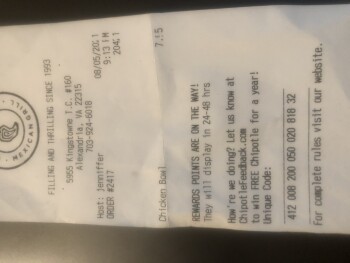 MEXICAN GRILL
FILLING AND THRILLING SINCE 1993
5955 Kingstowne T.C. #160
Alexandria, VA 22315
703-924-6018
Host: Jennifer
08/05/2021
ORDER #2417
9:13 PM
Chicken Bowl
7.15
REWARDS POINTS ARE ON THE WAY!
They will display in 24-48 hrs
How're we doing? Let us know at
ChipotleFeedback.com
to win FREE Chipotle for a year!
Unique Code:
412 008 200 050 020 818 32
For complete rules visit our website.